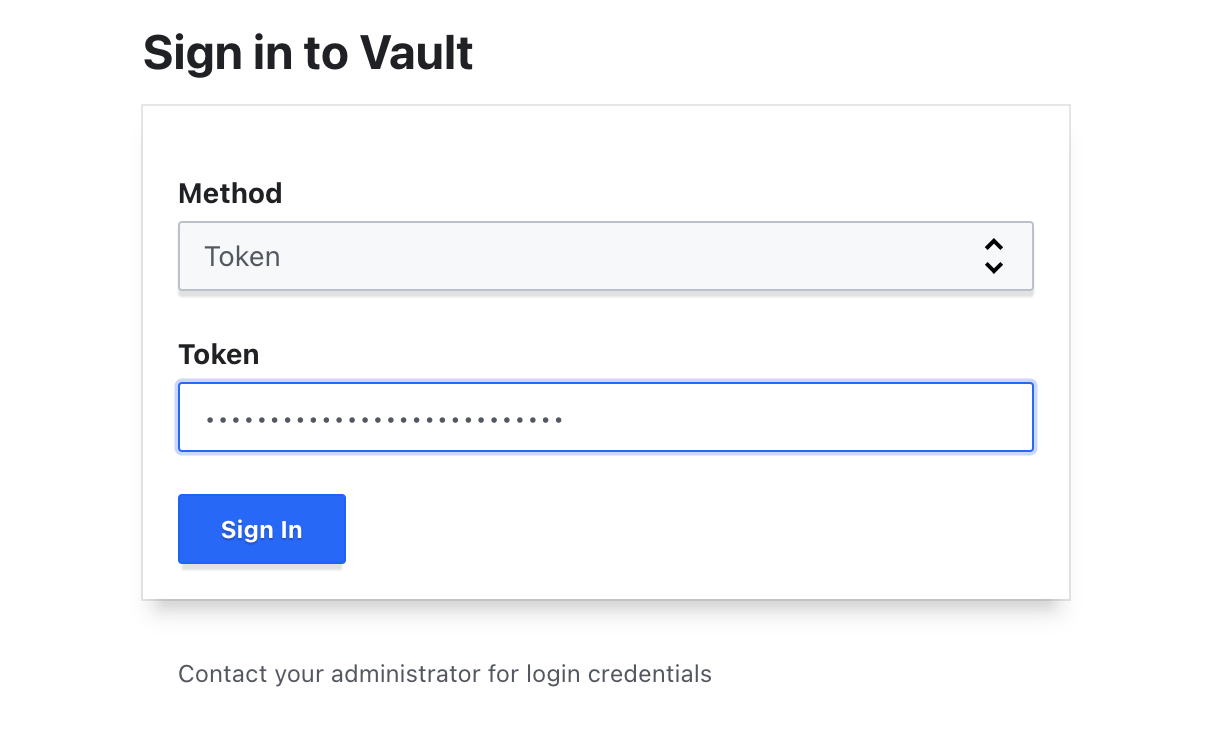 Sign in to Vault
Method
Token
Token
••••••••••••••••••••••••••••
Sign In
Contact your administrator for login credentials